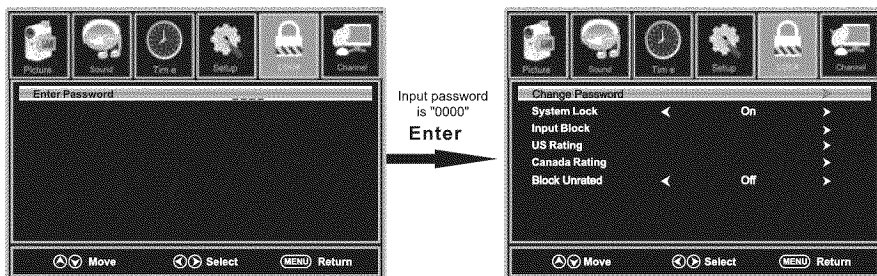 Picture Sound Time Setup Channel
Enter Password _ _ _ _
Move Select MENU Return
Input password
is "0000"
Enter
Picture Sound Time Setup Channel
Change Password
System Lock On
Input Block
US Rating
Canada Rating
Block Unrated Off
Move Select MENU Return